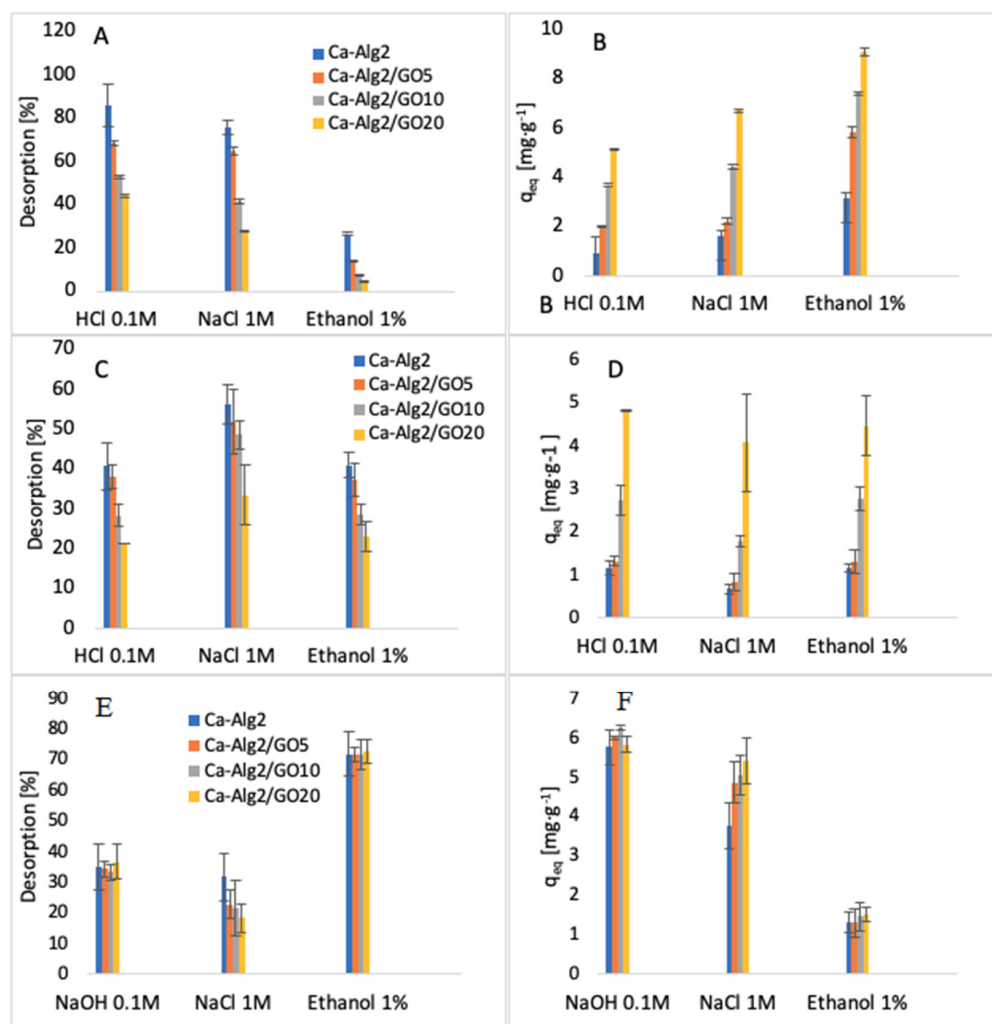 A
120
100
80
60
40
20
0
Desorption [%]
Ca-Alg2
Ca-Alg2/GO5
Ca-Alg2/GO10
Ca-Alg2/GO20
HCl 0.1M NaCl 1M Ethanol 1%
B
10
8
6
4
2
0
qeq [mg·g-1]
B HCl 0.1M NaCl 1M Ethanol 1%
C
70
60
50
40
30
20
10
0
Desorption [%]
Ca-Alg2
Ca-Alg2/GO5
Ca-Alg2/GO10
Ca-Alg2/GO20
HCl 0.1M NaCl 1M Ethanol 1%
D
6
5
4
3
2
1
0
qeq [mg·g-1 ]
HCl 0.1M NaCl 1M Ethanol 1%
E
90
80
70
60
50
40
30
20
10
0
Desorption [%]
Ca-Alg2
Ca-Alg2/GO5
Ca-Alg2/GO10
Ca-Alg2/GO20
NaOH 0.1M NaCl 1M Ethanol 1%
F
7
6
5
4
3
2
1
0
qeq [mg·g-1]
NaOH 0.1M NaCl 1M Ethanol 1%